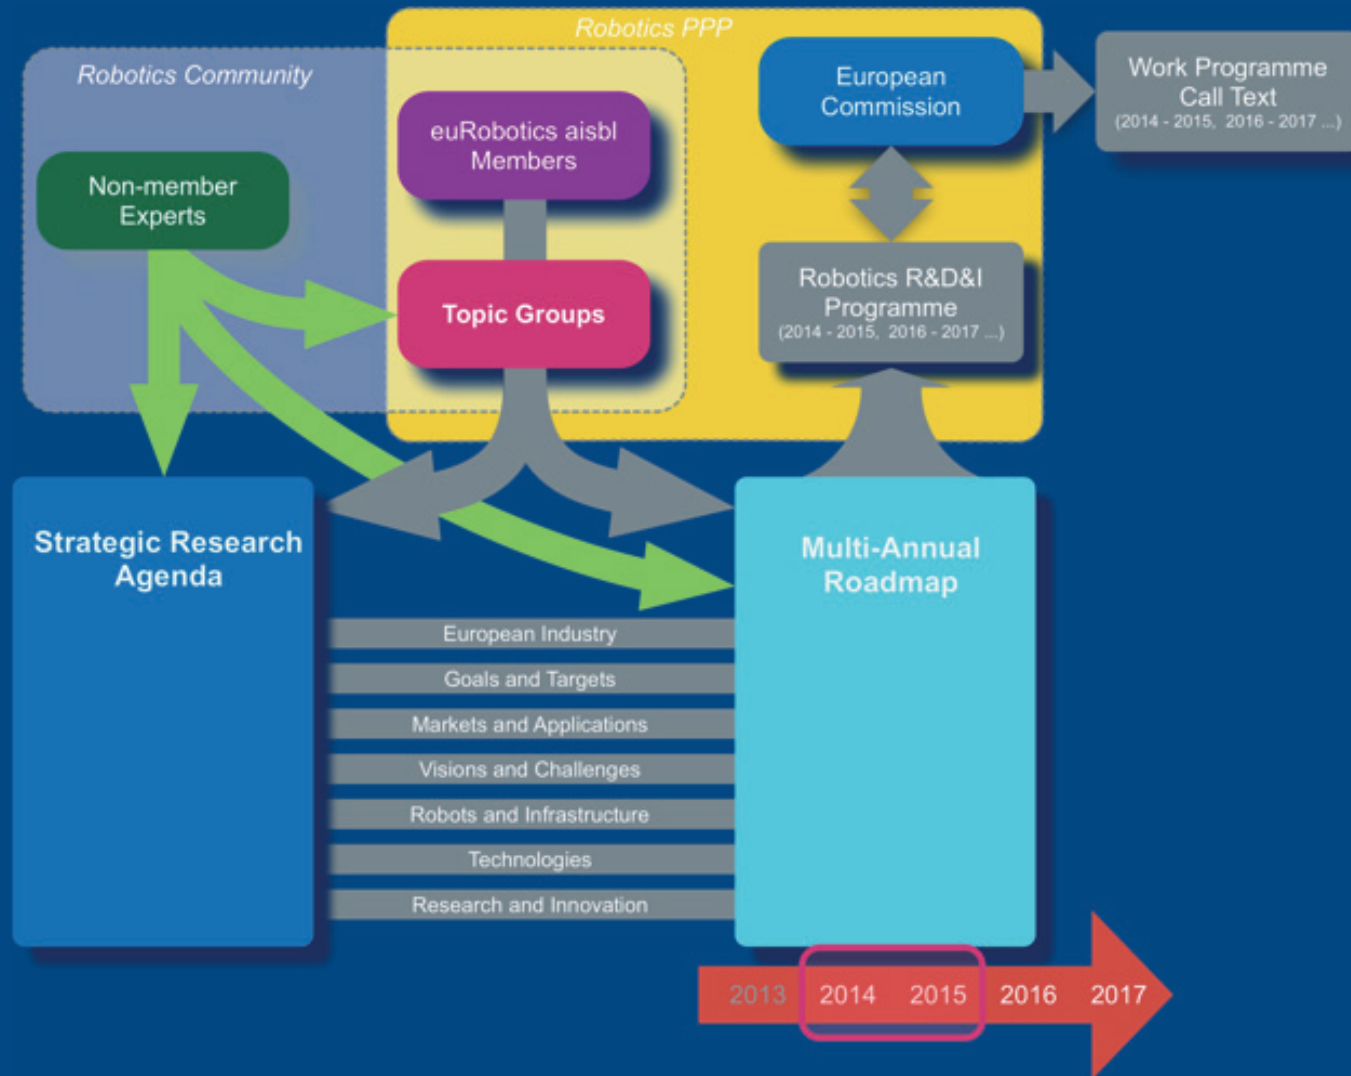 Robotics PPP
Robotics Community
euRobotics aisbl
Members
European
Commission
Work Programme
Call Text
(2014 - 2015, 2016 - 2017 ...)
Non-member
Experts
Topic Groups
Robotics R&D&I
Programme
(2014 - 2015, 2016 - 2017 ...)
Strategic Research
Agenda
Multi-Annual
Roadmap
European Industry
Goals and Targets
Markets and Applications
Visions and Challenges
Robots and Infrastructure
Technologies
Research and Innovation
2013 2014 2015 2016 2017